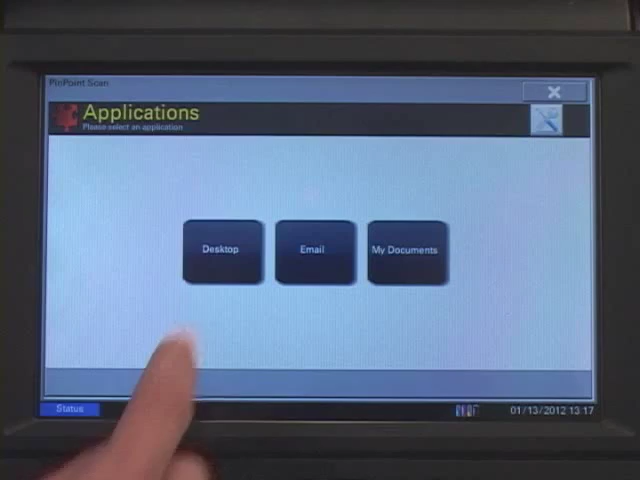 PinPoint Scan
Applications
Please select an application
Desktop
Email
My Documents
Status
01/13/2012 13:17